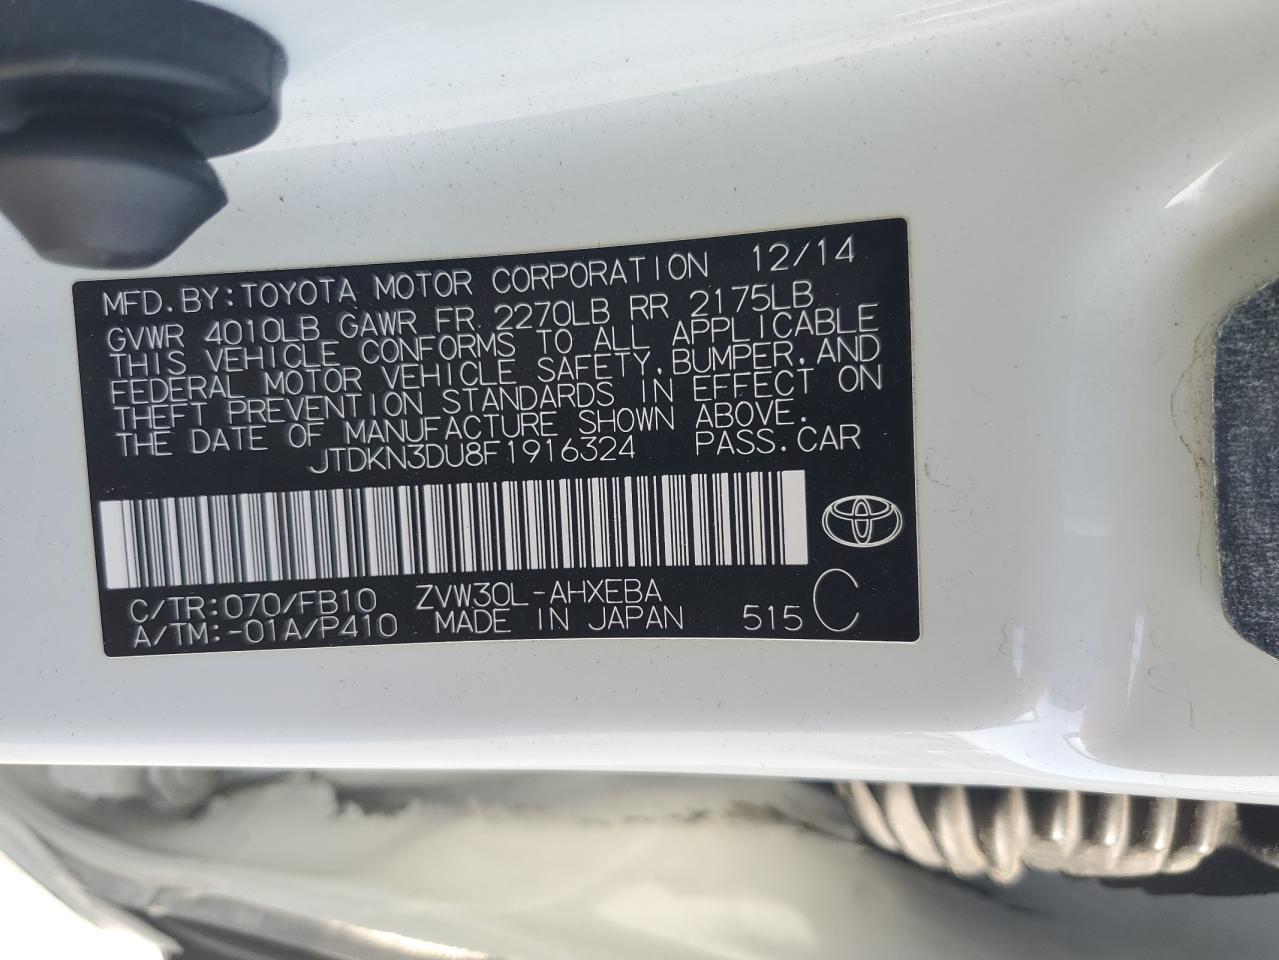 MFD.BY:TOYOTA MOTOR CORPORATION 12/14
GVWR 4010LB GAWR FR 2270LB RR 2175LB
THIS VEHICLE CONFORMS TO ALL APPLICABLE
FEDERAL MOTOR VEHICLE SAFETY,BUMPER,AND
THEFT PREVENTION STANDARDS IN EFFECT ON
THE DATE OF MANUFACTURE SHOWN ABOVE.
JTDKN3DU8F1916324 PASS.CAR
C/TR:070/FB10 ZVW30L-AHXEBA
A/TM:-01A/P410 MADE IN JAPAN 515 C